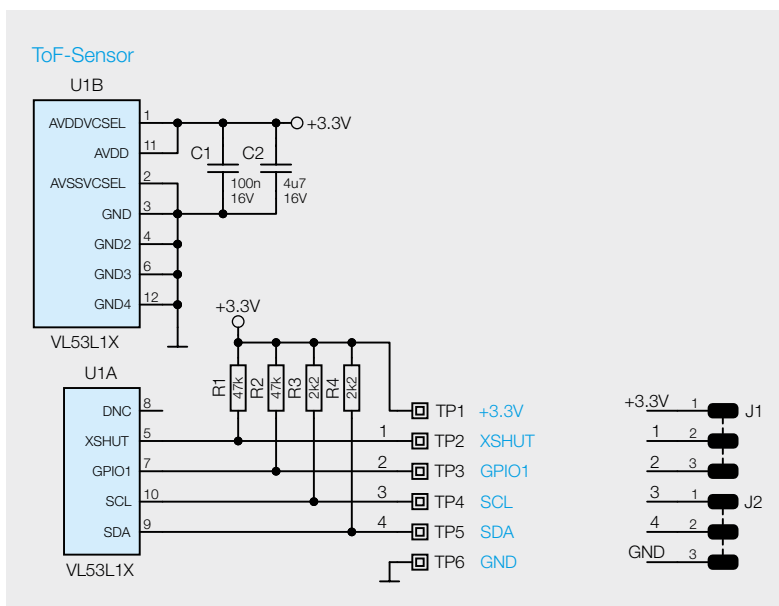 ToF-Sensor
U1B
AVDDVCSEL 1
+3.3V
AVDD 11
C1 C2
AVSSVCSEL 2
100n 4u7
16V 16V
GND 3
GND2 4
GND3 6
GND4 12
+3.3V
VL53L1X
U1A
R1 47k R2 47k R3 2k2 R4 2k2
DNC 8
TP1 +3.3V
XSHUT 5
1 TP2 XSHUT
GPIO1 7
2 TP3 GPIO1
SCL 10
3 TP4 SCL
SDA 9
4 TP5 SDA
TP6 GND
VL53L1X
+3.3V 1 J1
1 2
2 3
3 1 J2
4 2
GND 3